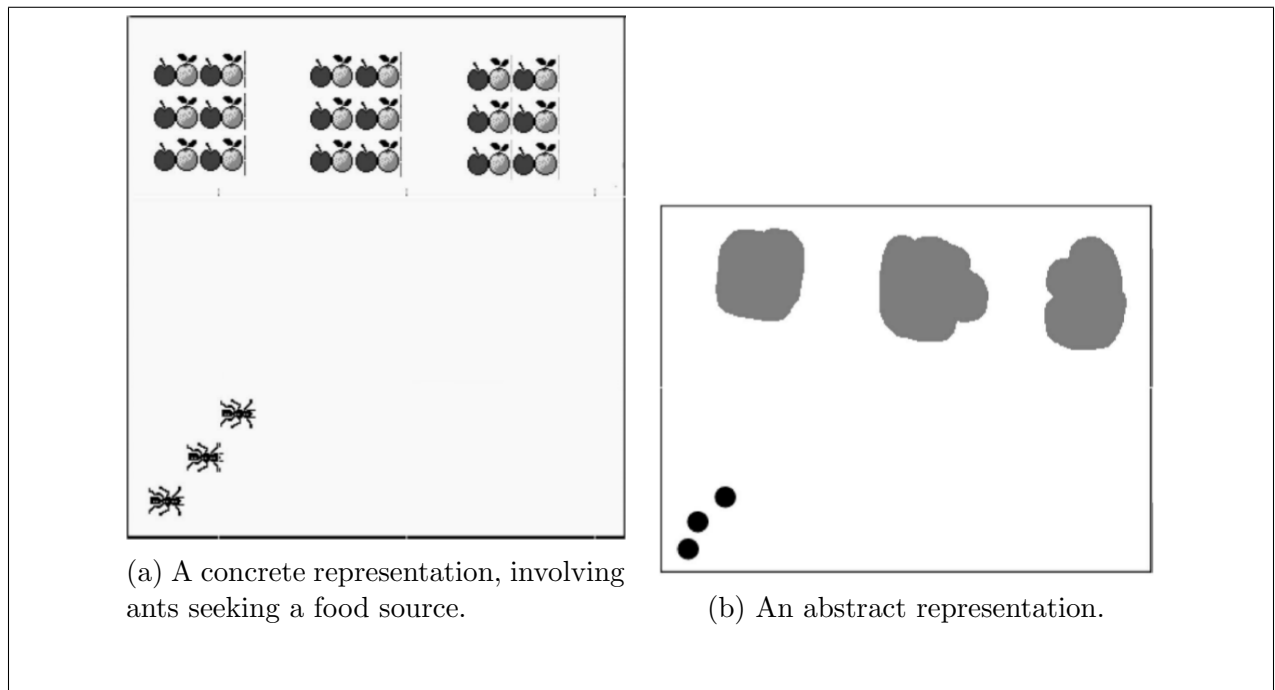 (a) A concrete representation, involving
ants seeking a food source.
(b) An abstract representation.